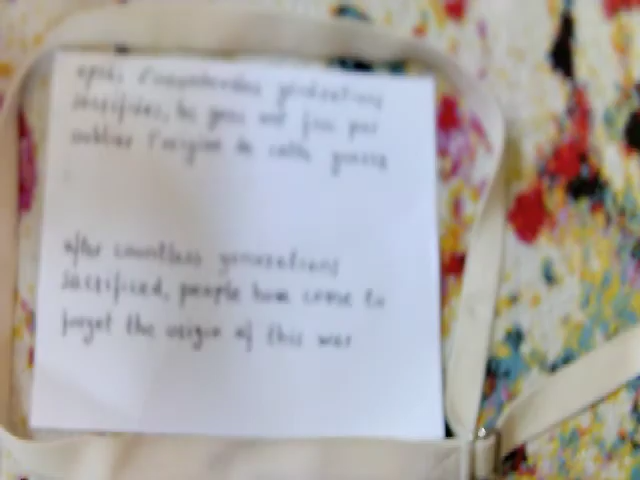 après d'innombrables générations
sacrifiées, les gens ont fini par
oublier l'origine de cette guerre
after countless generations
sacrificed, people have come to
forget the origin of this war